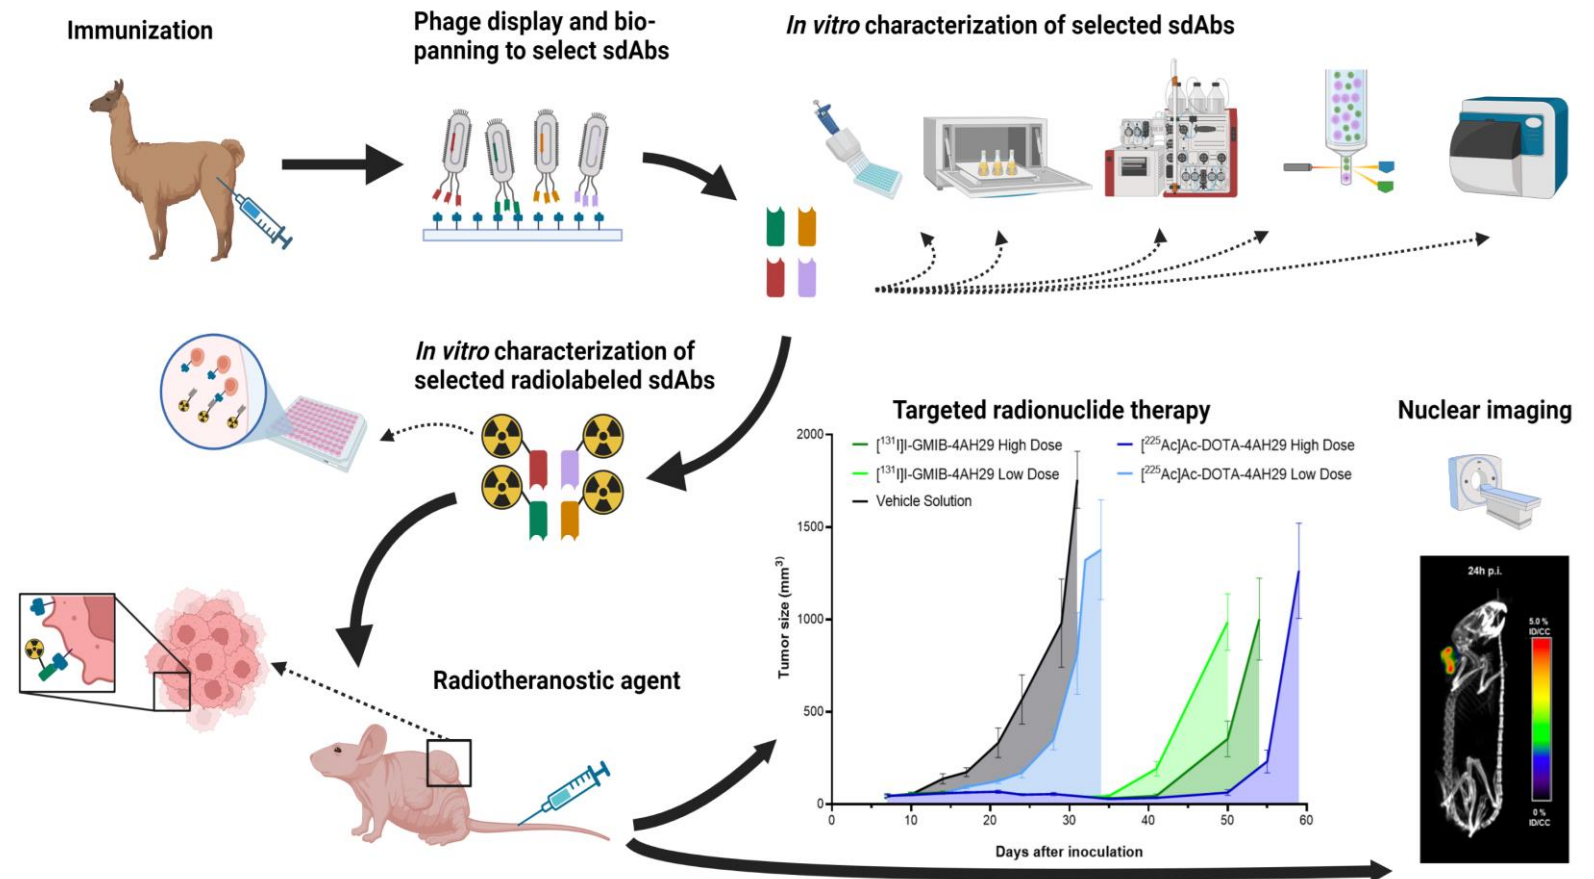 Immunization
Phage display and bio-
panning to select sdAbs
In vitro characterization of selected sdAbs
In vitro characterization of
selected radiolabeled sdAbs
Targeted radionuclide therapy
[¹³¹I]I-GMIB-4AH29 High Dose
[¹³¹I]I-GMIB-4AH29 Low Dose
Vehicle Solution
[²²⁵Ac]Ac-DOTA-4AH29 High Dose
[²²⁵Ac]Ac-DOTA-4AH29 Low Dose
2000
1500
1000
500
0
Tumor size (mm³)
0 10 20 30 40 50 60
Days after inoculation
Nuclear imaging
24h p.i.
5.0 %
ID/CC
0 %
ID/CC
Radiotheranostic agent